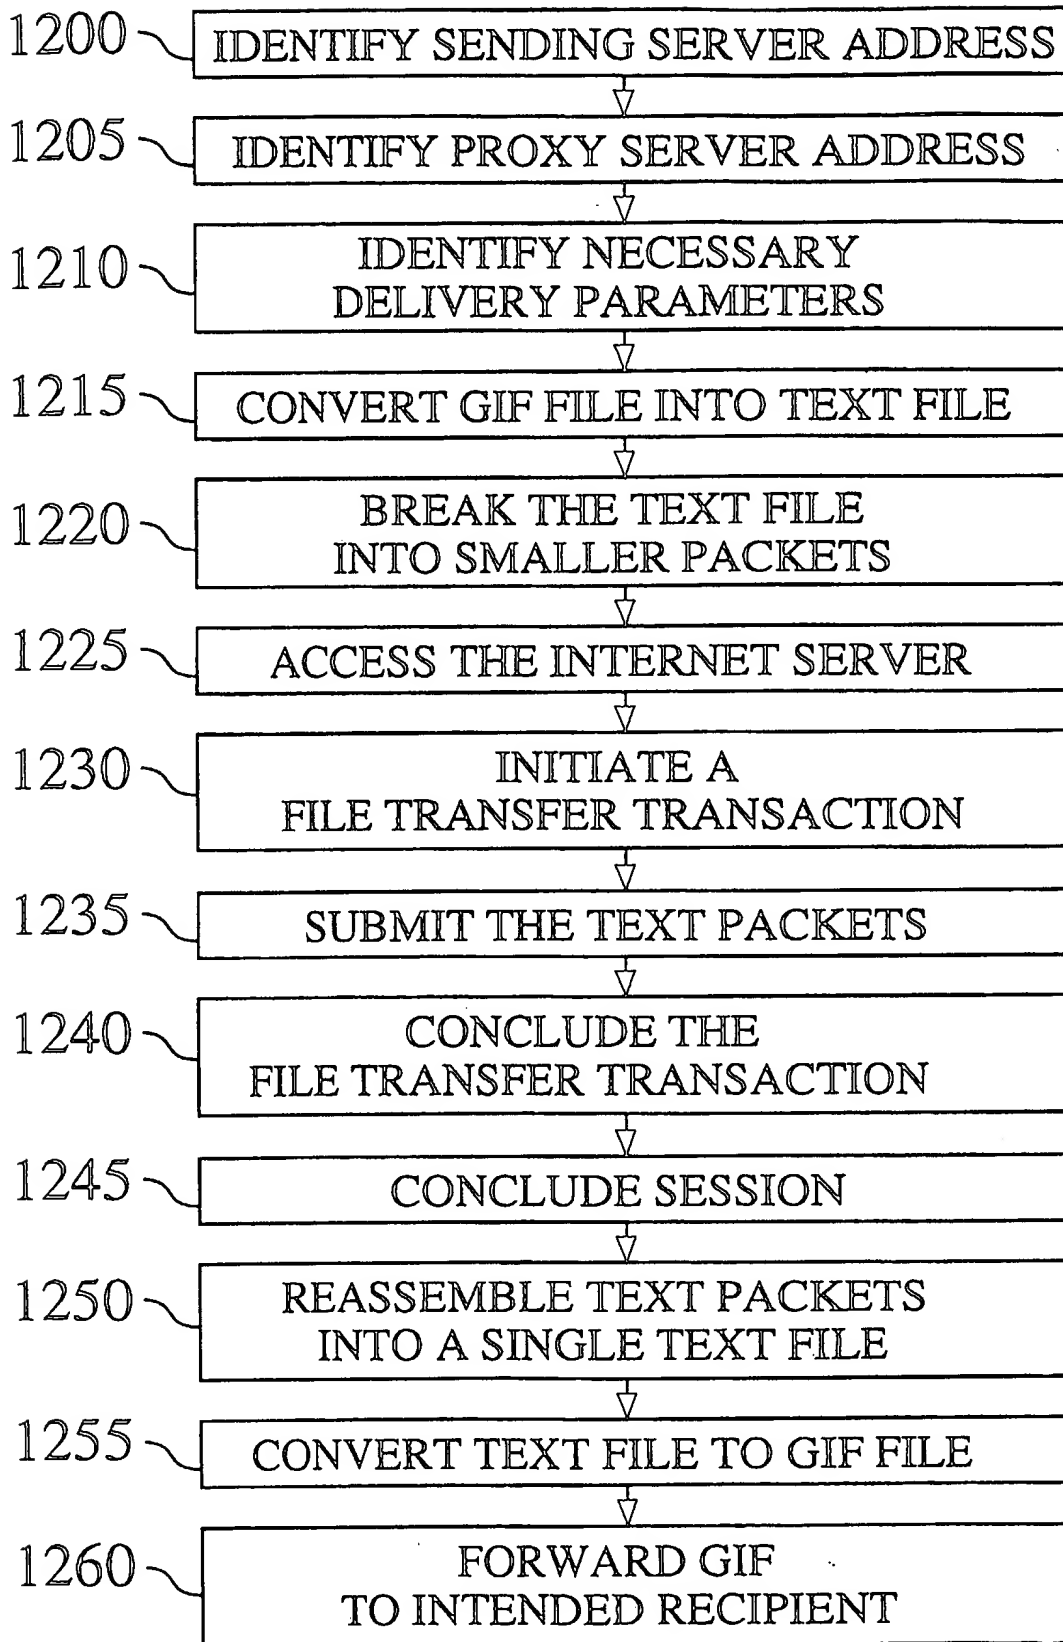 1200 IDENTIFY SENDING SERVER ADDRESS
1205 IDENTIFY PROXY SERVER ADDRESS
1210 IDENTIFY NECESSARY
DELIVERY PARAMETERS
1215 CONVERT GIF FILE INTO TEXT FILE
1220 BREAK THE TEXT FILE
INTO SMALLER PACKETS
1225 ACCESS THE INTERNET SERVER
1230 INITIATE A
FILE TRANSFER TRANSACTION
1235 SUBMIT THE TEXT PACKETS
1240 CONCLUDE THE
FILE TRANSFER TRANSACTION
1245 CONCLUDE SESSION
1250 REASSEMBLE TEXT PACKETS
INTO A SINGLE TEXT FILE
1255 CONVERT TEXT FILE TO GIF FILE
1260 FORWARD GIF
TO INTENDED RECIPIENT